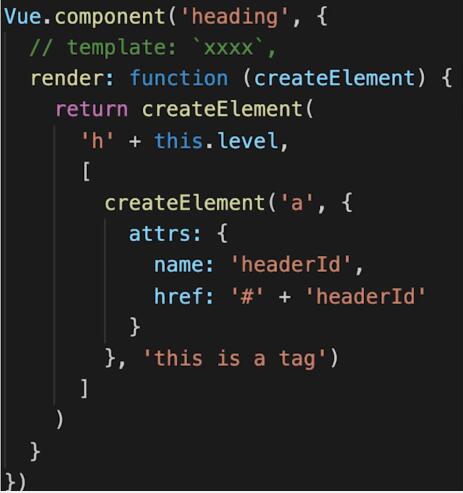 Vue.component('heading', {
  // template: `xxxx`,
  render: function (createElement) {
    return createElement(
      'h' + this.level,
      [
        createElement('a', {
          attrs: {
            name: 'headerId',
            href: '#' + 'headerId'
          }
        }, 'this is a tag')
      ]
    )
  }
})